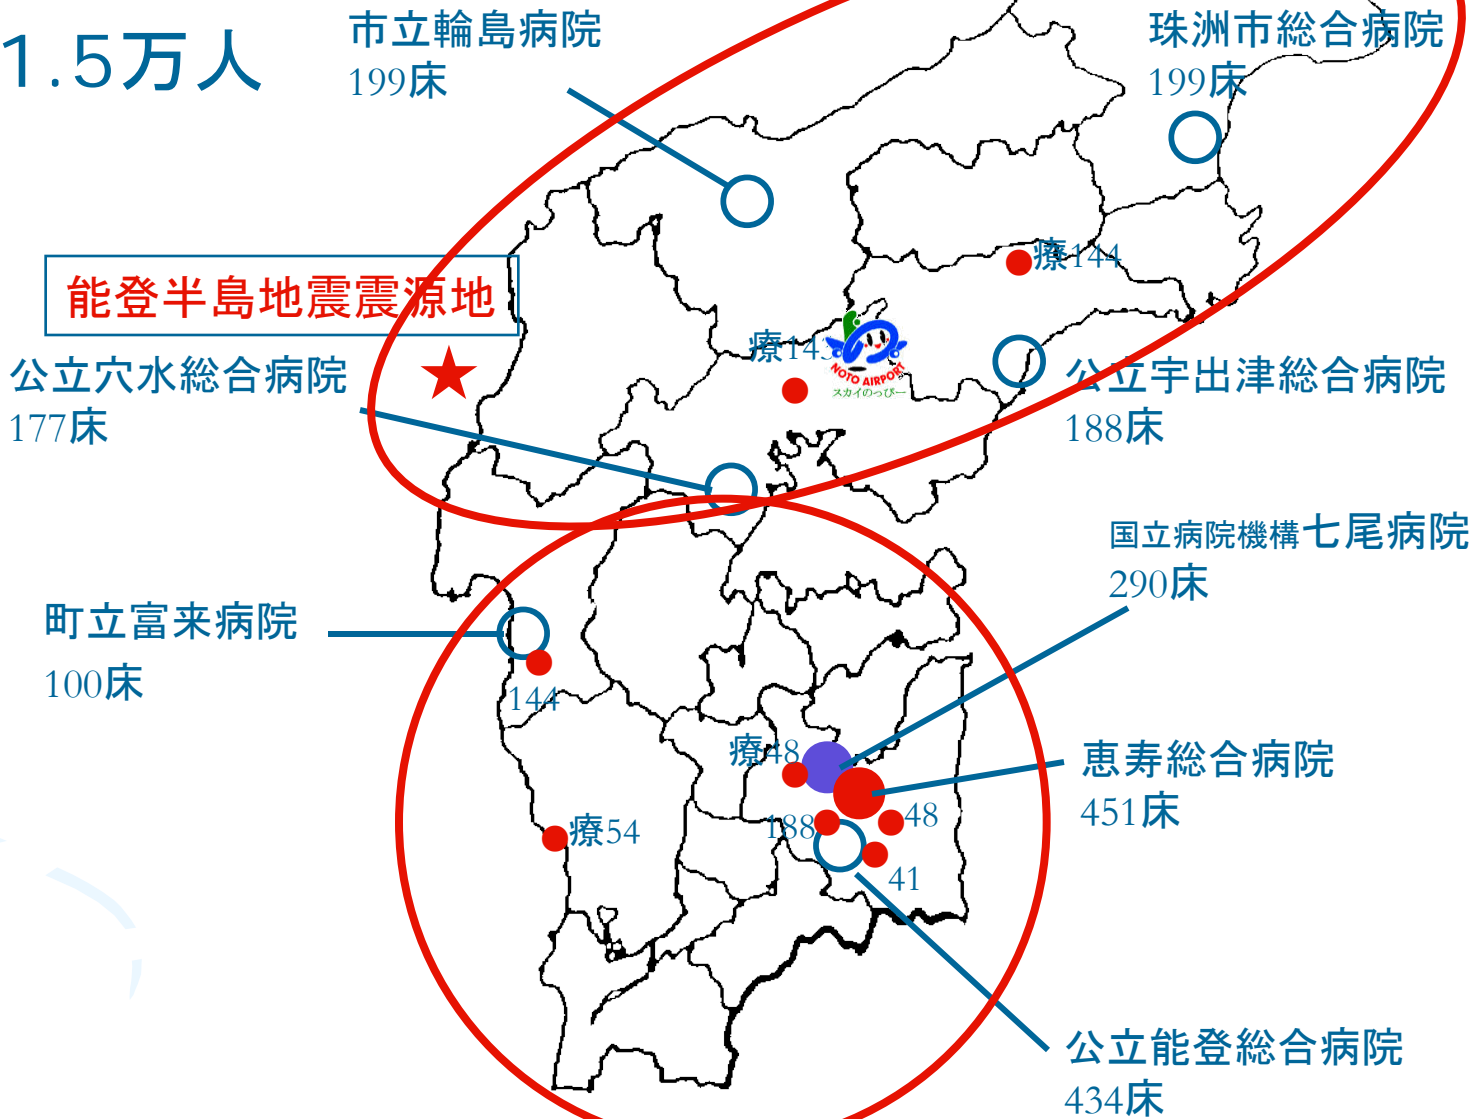 1.5万人
市立輪島病院
199床
珠洲市総合病院
199床
療144
能登半島地震震源地
療143
NOTO AIRPORT
スカイのっぴー
公立穴水総合病院
177床
公立宇出津総合病院
188床
国立病院機構七尾病院
290床
町立富来病院
100床
144
療48
恵寿総合病院
451床
188
48
療54
41
公立能登総合病院
434床